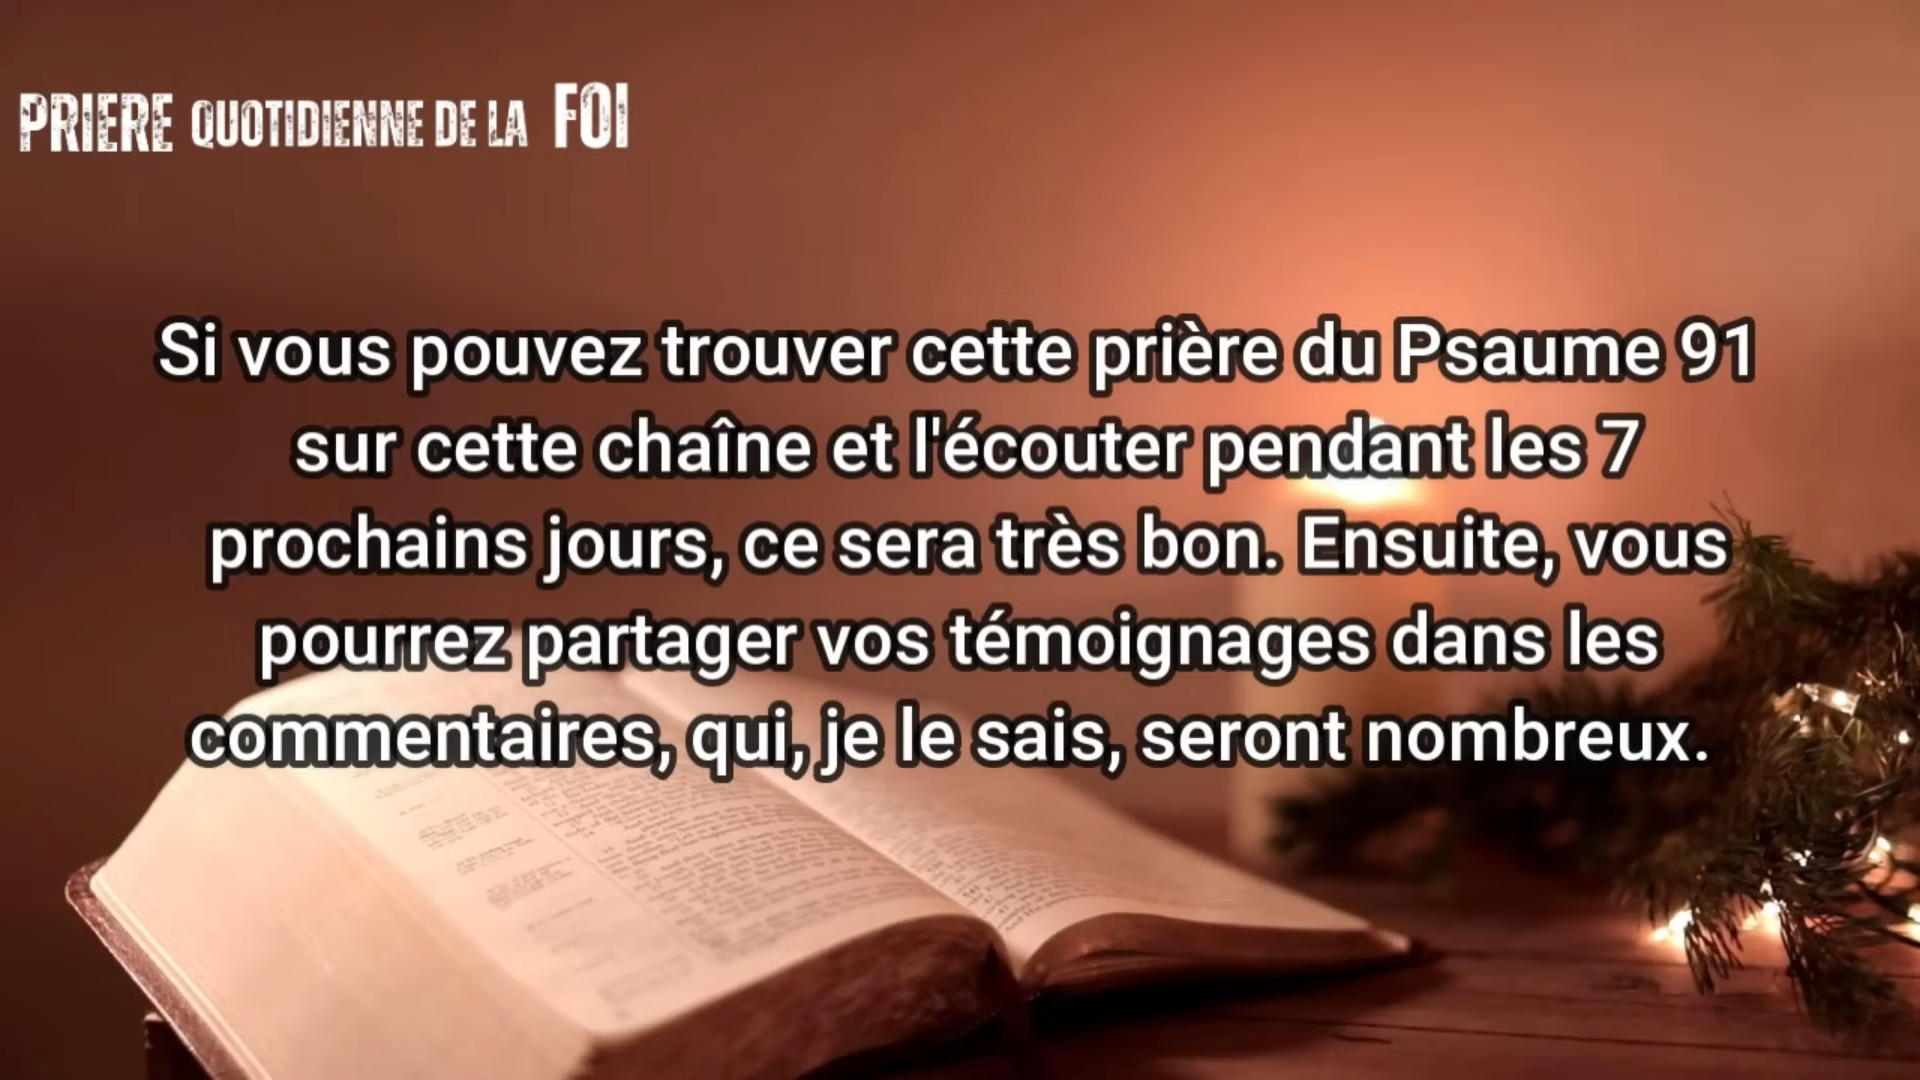 PRIERE QUOTIDIENNE DE LA FOI
Si vous pouvez trouver cette prière du Psaume 91
sur cette chaîne et l'écouter pendant les 7
prochains jours, ce sera très bon. Ensuite, vous
pourrez partager vos témoignages dans les
commentaires, qui, je le sais, seront nombreux.